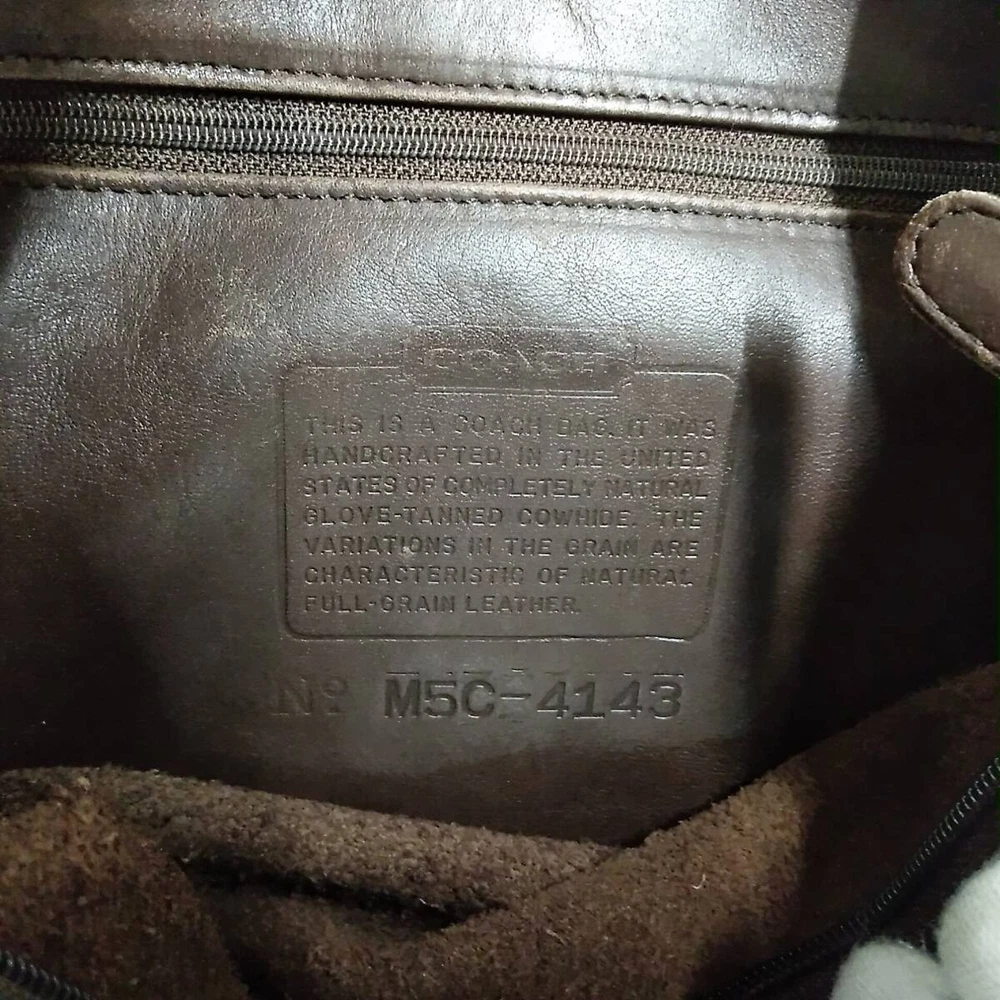 COACH
THIS IS A COACH BAG. IT WAS
HANDCRAFTED IN THE UNITED
STATES OF COMPLETELY NATURAL
GLOVE-TANNED COWHIDE. THE
VARIATIONS IN THE GRAIN ARE
CHARACTERISTIC OF NATURAL
FULL-GRAIN LEATHER.
Nº M5C-4143